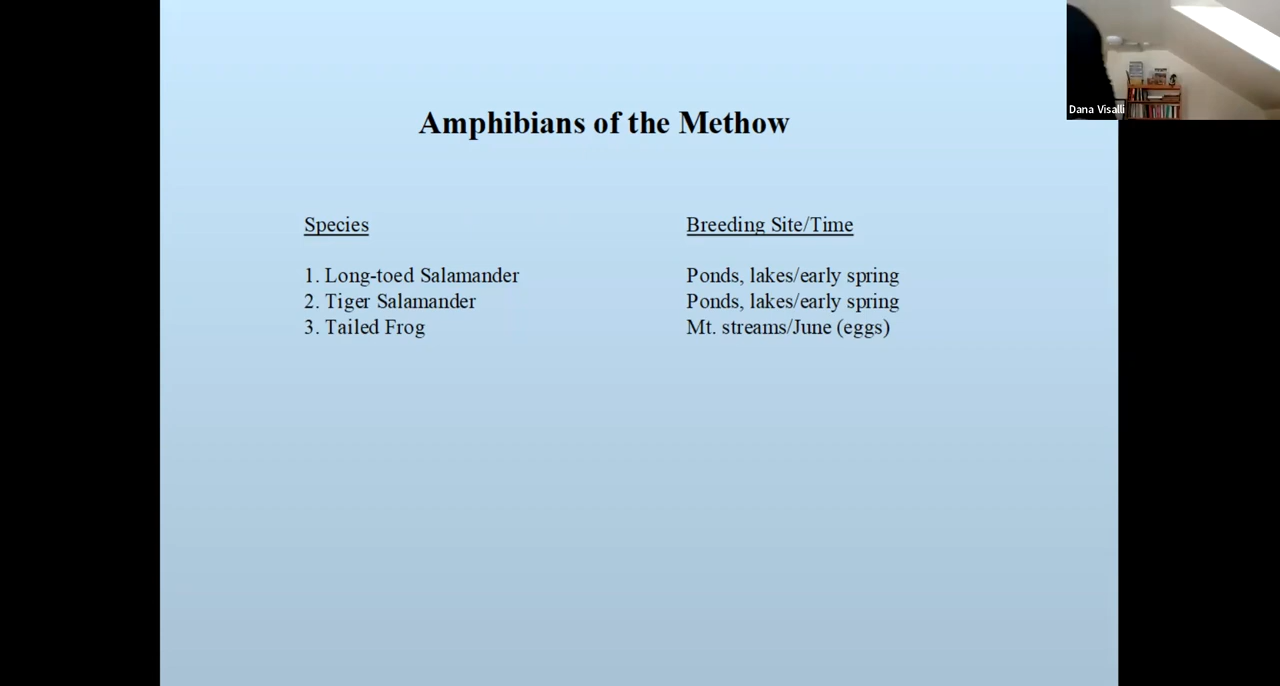 Amphibians of the Methow
Species Breeding Site/Time
1. Long-toed Salamander Ponds, lakes/early spring
2. Tiger Salamander Ponds, lakes/early spring
3. Tailed Frog Mt. streams/June (eggs)
Dana Visalli